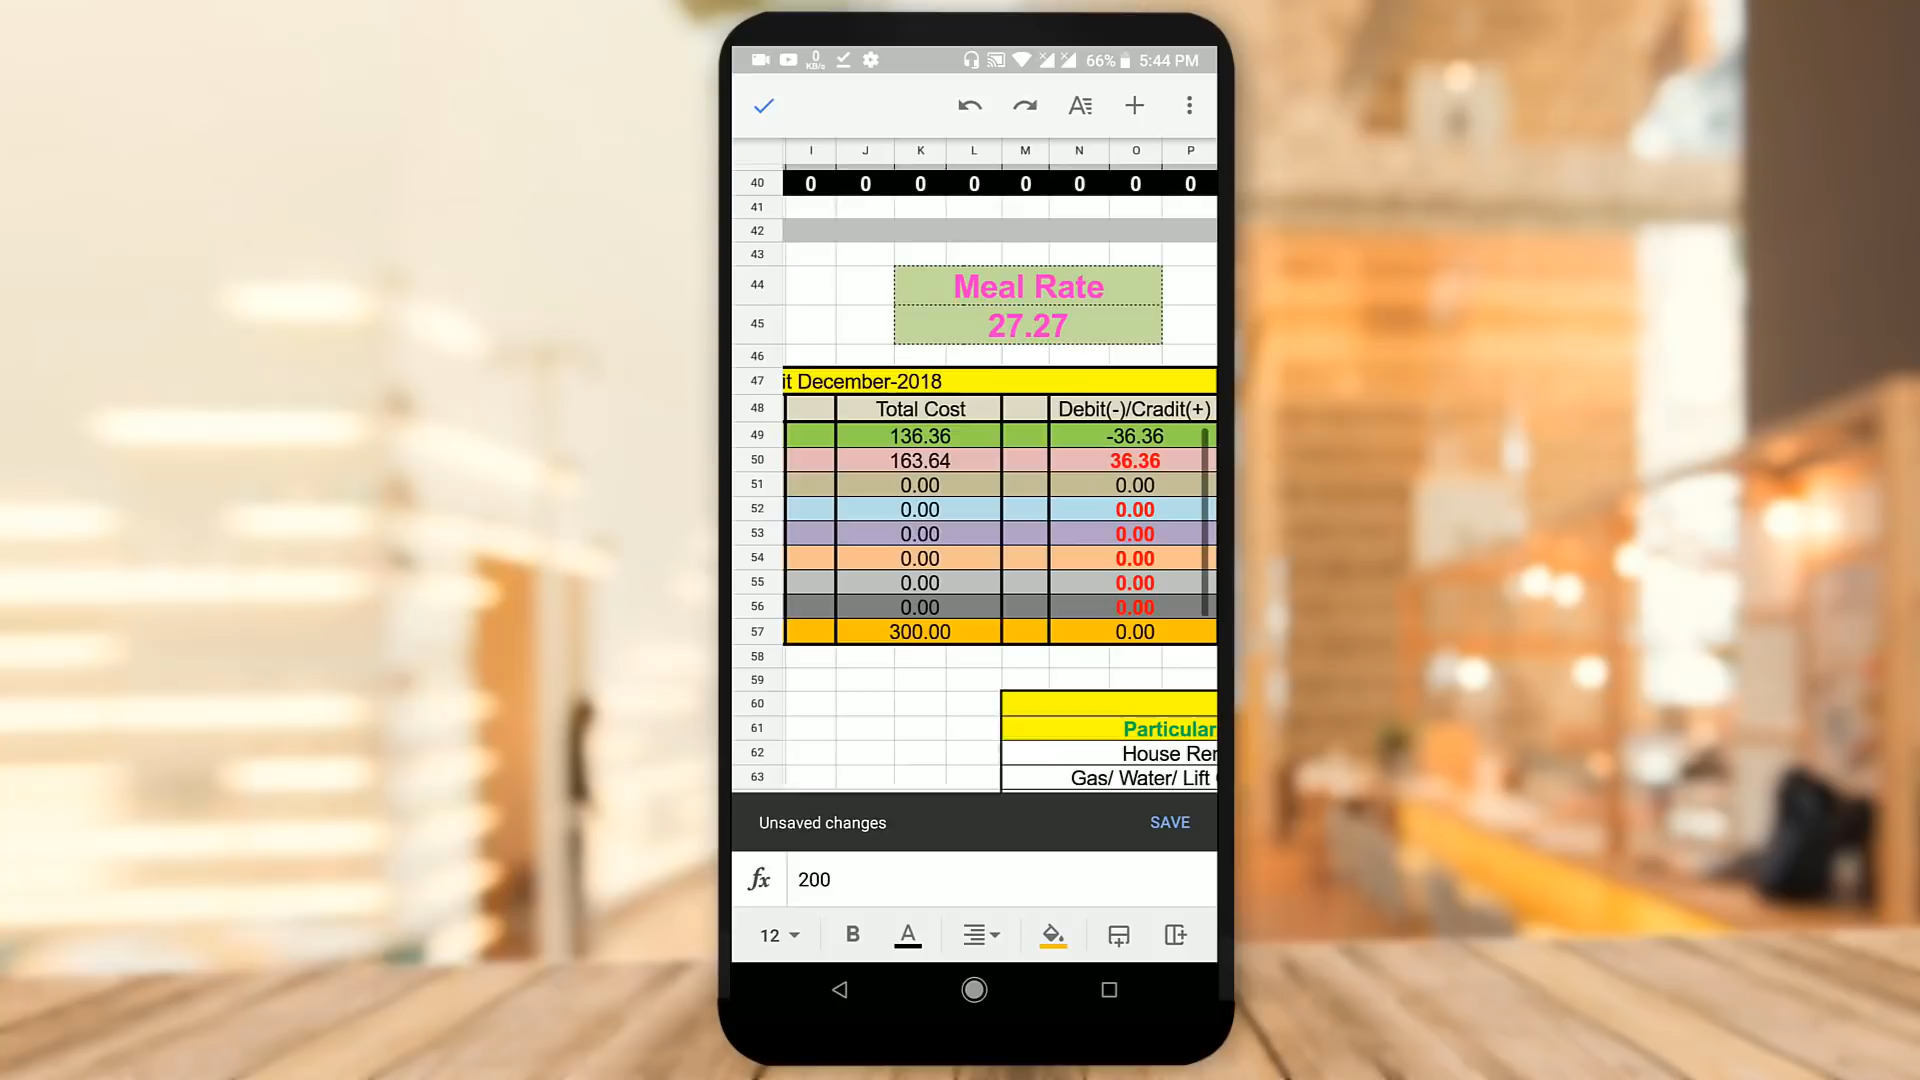 0 KB/s 66% 5:44 PM
I J K L M N O P
40 0 0 0 0 0 0 0 0
41
42
43
44 Meal Rate
45 27.27
46
47 it December-2018
48 Total Cost Debit(-)/Cradit(+)
49 136.36 -36.36
50 163.64 36.36
51 0.00 0.00
52 0.00 0.00
53 0.00 0.00
54 0.00 0.00
55 0.00 0.00
56 0.00 0.00
57 300.00 0.00
58
59
60
61 Particular
62 House Ren
63 Gas/ Water/ Lift
Unsaved changes SAVE
fx 200
12 B A